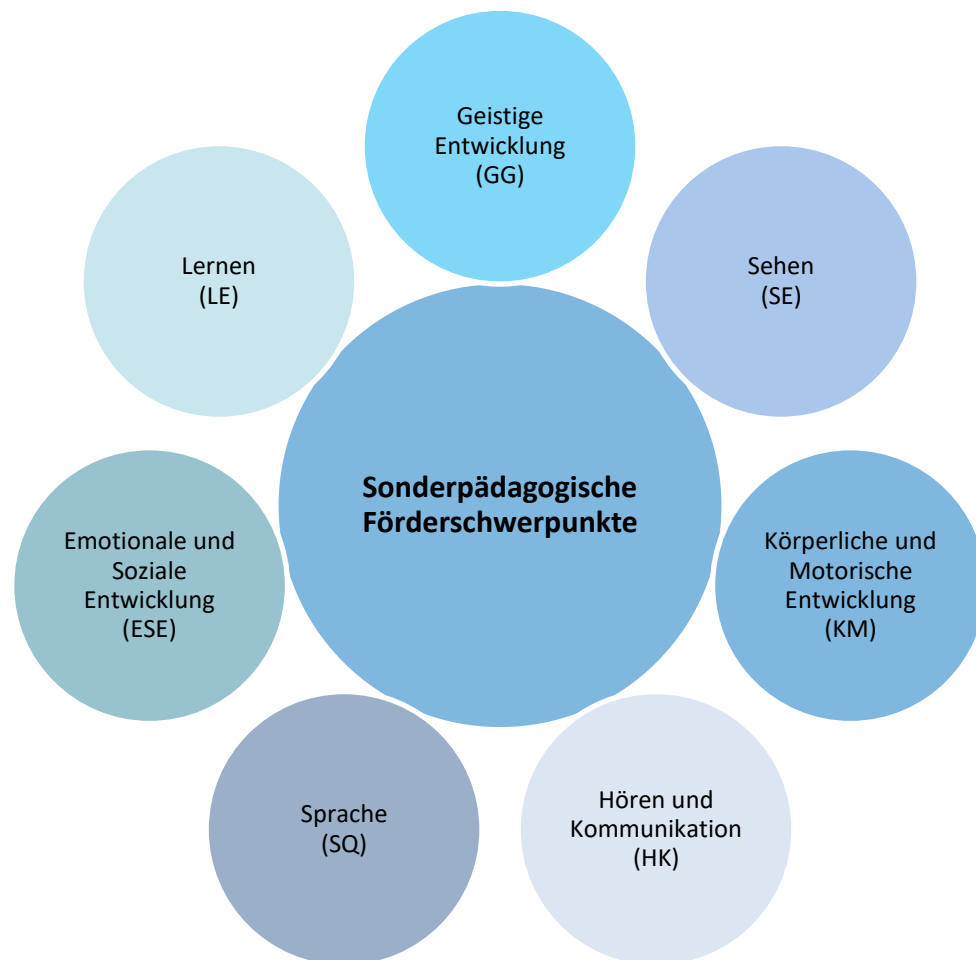 Geistige
Entwicklung
(GG)
Sehen
(SE)
Körperliche und
Motorische
Entwicklung
(KM)
Hören und
Kommunikation
(HK)
Sprache
(SQ)
Emotionale und
Soziale
Entwicklung
(ESE)
Lernen
(LE)
Sonderpädagogische
Förderschwerpunkte